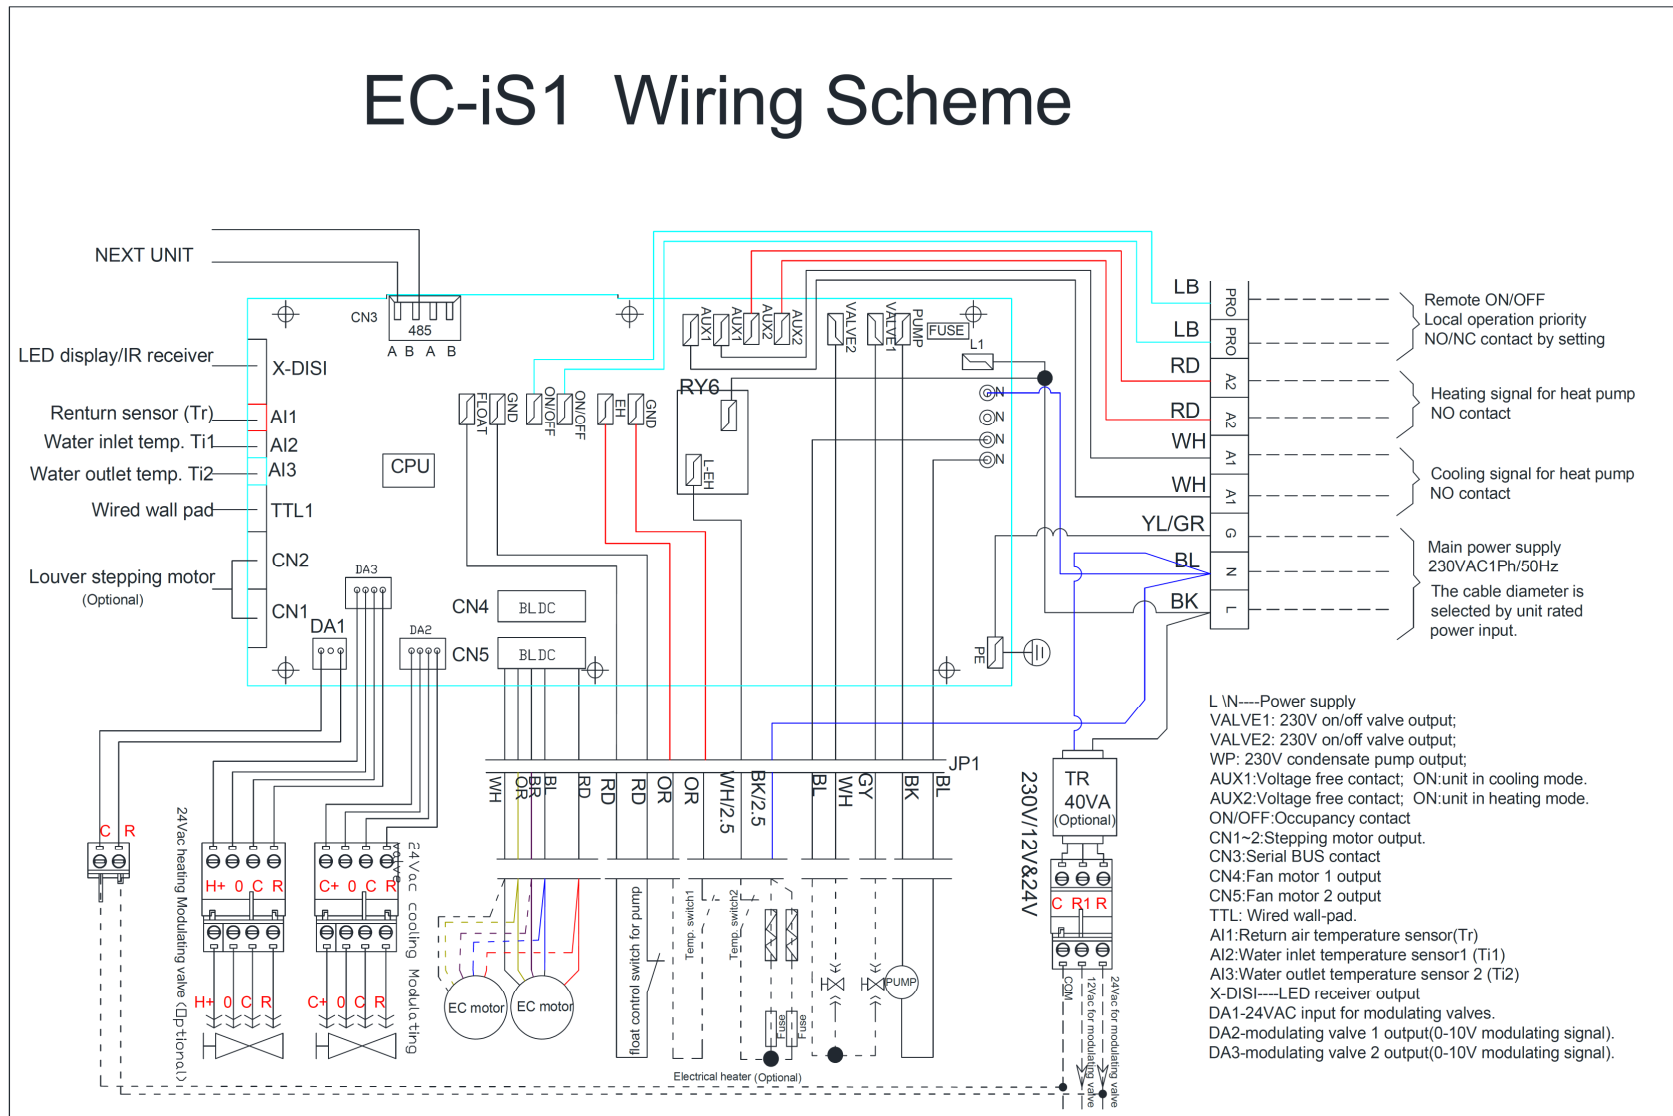 EC-iS1 Wiring Scheme
NEXT UNIT
CN3
485
A B A B
LED display/IR receiver
X-DISI
Renturn sensor (Tr)
AI1
Water inlet temp. Ti1
AI2
Water outlet temp. Ti2
AI3
Wired wall pad
TTL1
CN2
Louver stepping motor
(Optional)
CN1
CPU
FLOAT
GND
ON/OFF
ON/OFF
EH
GND
AUX1
AUX1
AUX2
AUX2
VALVE2
VALVE1
PUMP
FUSE
L1
RY6
L-EH
N
N
N
N
PE
DA3
DA1
DA2
CN4
BLDC
CN5
BLDC
LB
PRO
LB
PRO
RD
A2
RD
A2
WH
A1
WH
A1
YL/GR
G
BL
N
BK
L
Remote ON/OFF
Local operation priority
NO/NC contact by setting
Heating signal for heat pump
NO contact
Cooling signal for heat pump
NO contact
Main power supply
230VAC1Ph/50Hz
The cable diameter is
selected by unit rated
power input.
JP1
WH
OR
BR
BL
RD
RD
RD
OR
OR
WH/2.5
BK/2.5
BL
WH
GY
BK
BL
230V/12V&24V
TR
40VA
(Optional)
C R1 R
COM
12Vac for modulating valve
24Vac for modulating valve
C R
24Vac heating Modulating valve (Optional)
H+ 0 C R
H+ 0 C R
24Vac cooling Modulating
valve
C+ 0 C R
C+ 0 C R
EC motor
EC motor
float control switch for pump
Temp. switch1
Temp. switch2
Fuse
Fuse
PUMP
Electrical heater (Optional)
L \N----Power supply
VALVE1: 230V on/off valve output;
VALVE2: 230V on/off valve output;
WP: 230V condensate pump output;
AUX1:Voltage free contact; ON:unit in cooling mode.
AUX2:Voltage free contact; ON:unit in heating mode.
ON/OFF:Occupancy contact
CN1~2:Stepping motor output.
CN3:Serial BUS contact
CN4:Fan motor 1 output
CN5:Fan motor 2 output
TTL: Wired wall-pad.
AI1:Return air temperature sensor(Tr)
AI2:Water inlet temperature sensor1 (Ti1)
AI3:Water outlet temperature sensor 2 (Ti2)
X-DISI----LED receiver output
DA1-24VAC input for modulating valves.
DA2-modulating valve 1 output(0-10V modulating signal).
DA3-modulating valve 2 output(0-10V modulating signal).